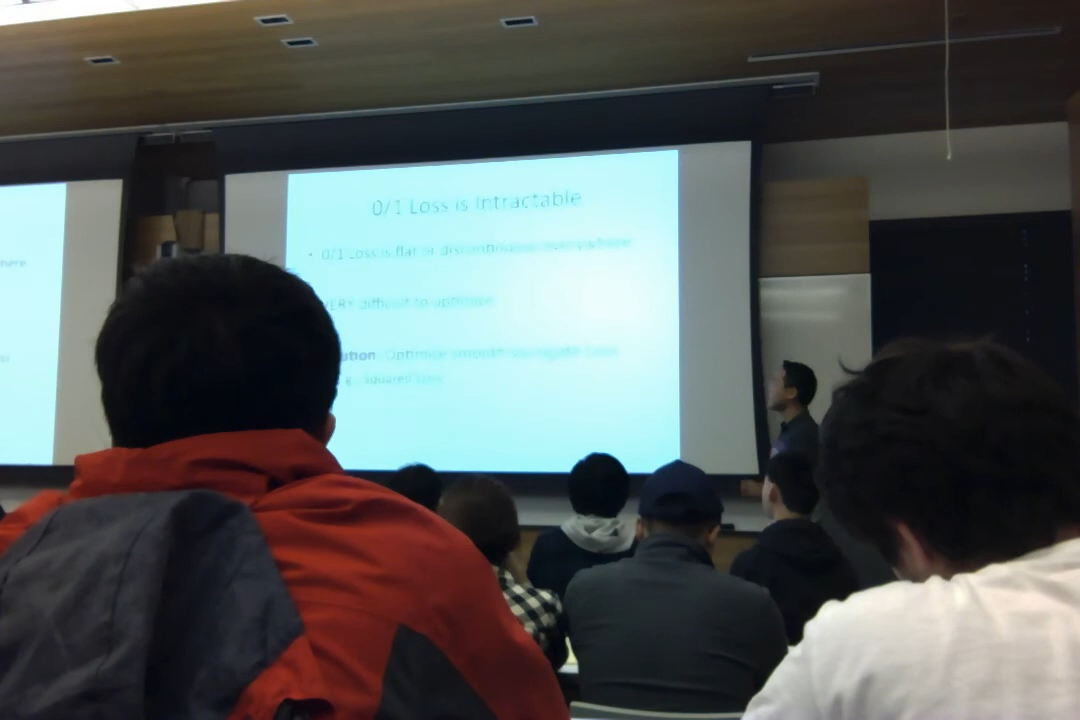 0/1 Loss is Intractable
• 0/1 Loss is flat or discontinuous everywhere
VERY difficult to optimize
ution: Optimize smooth surrogate Loss
g., Squared Loss
here